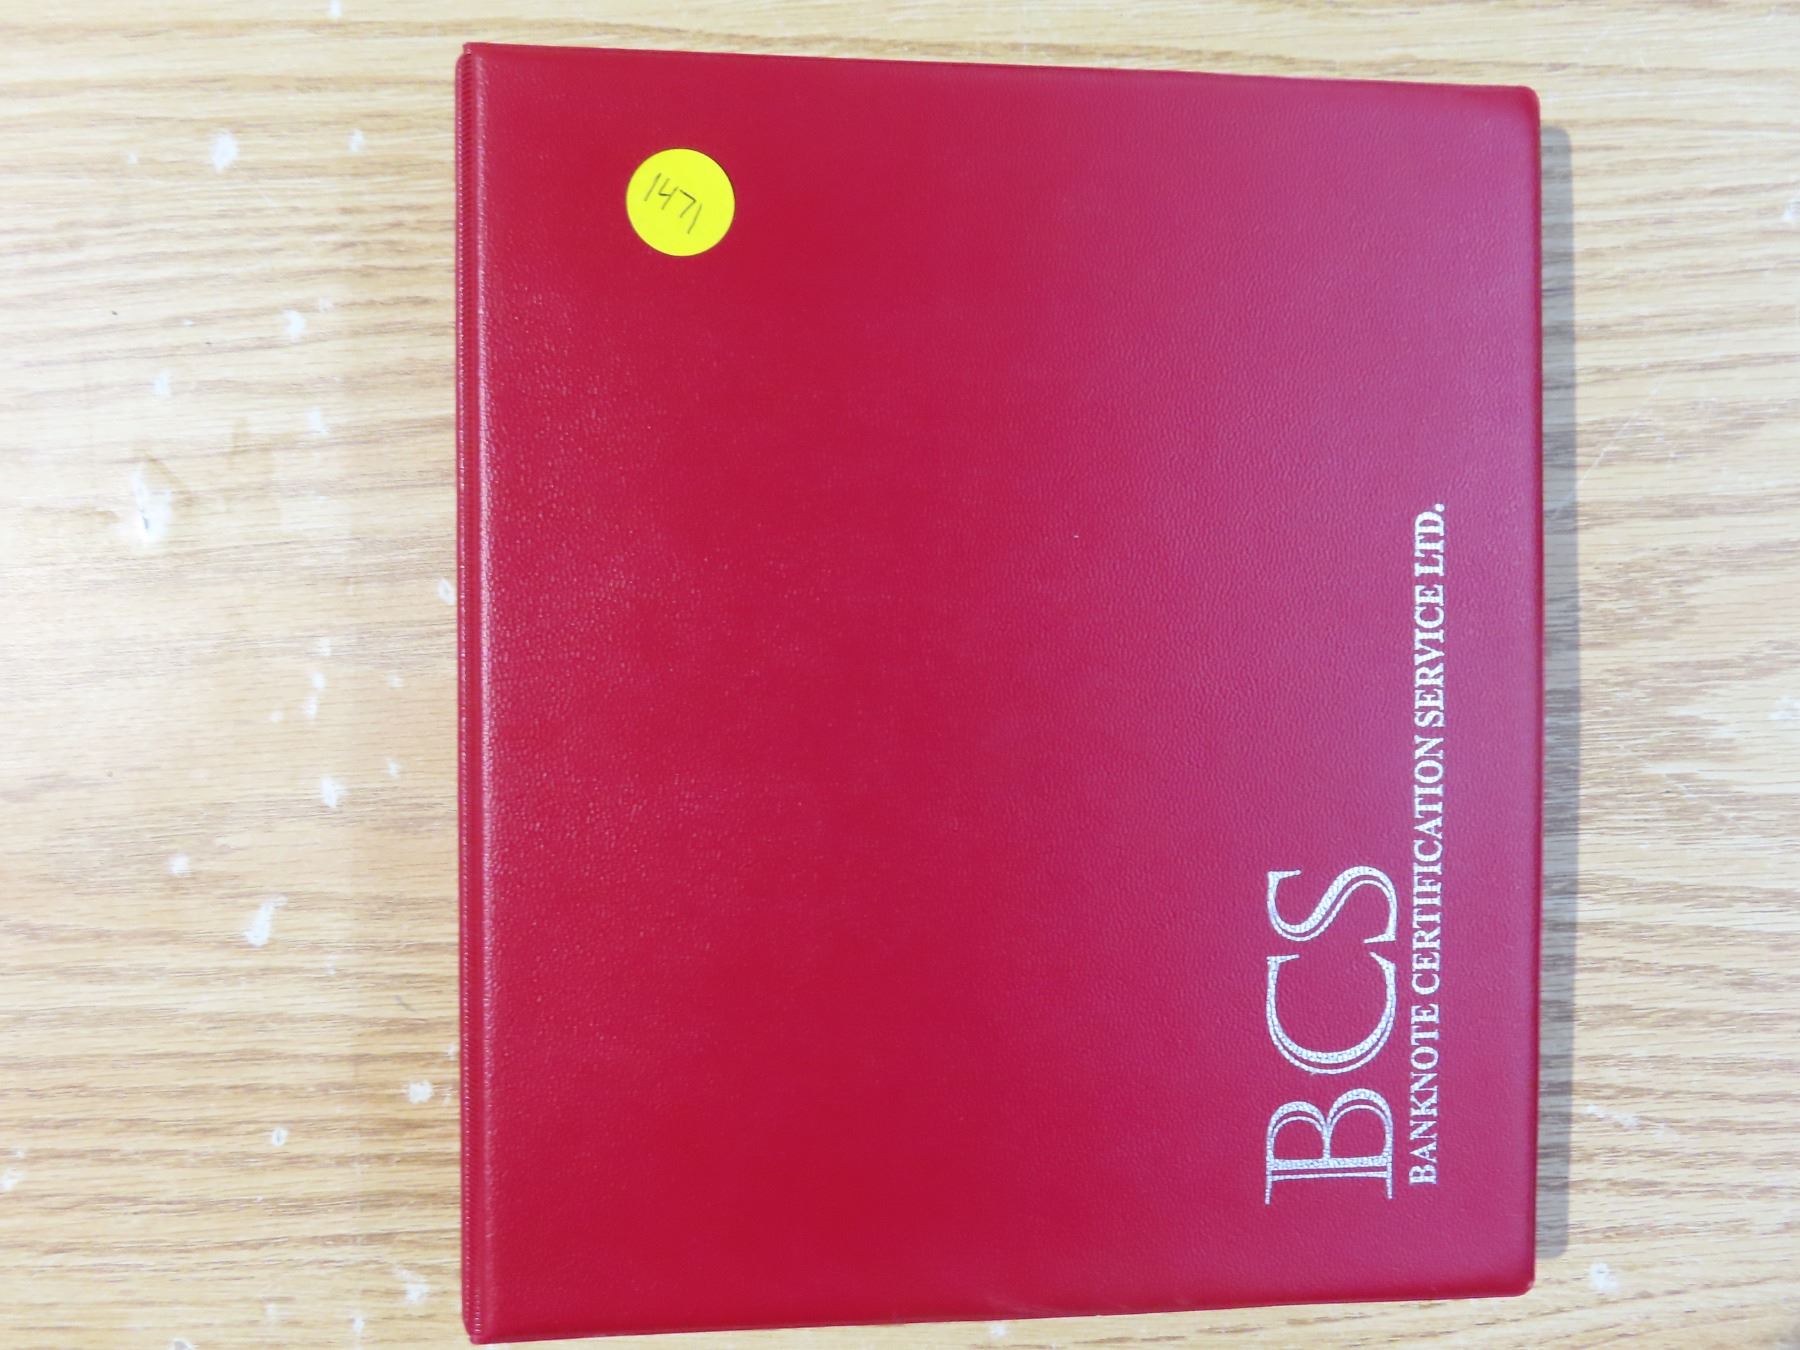 1471
BCS
BANKNOTE CERTIFICATION SERVICE LTD.